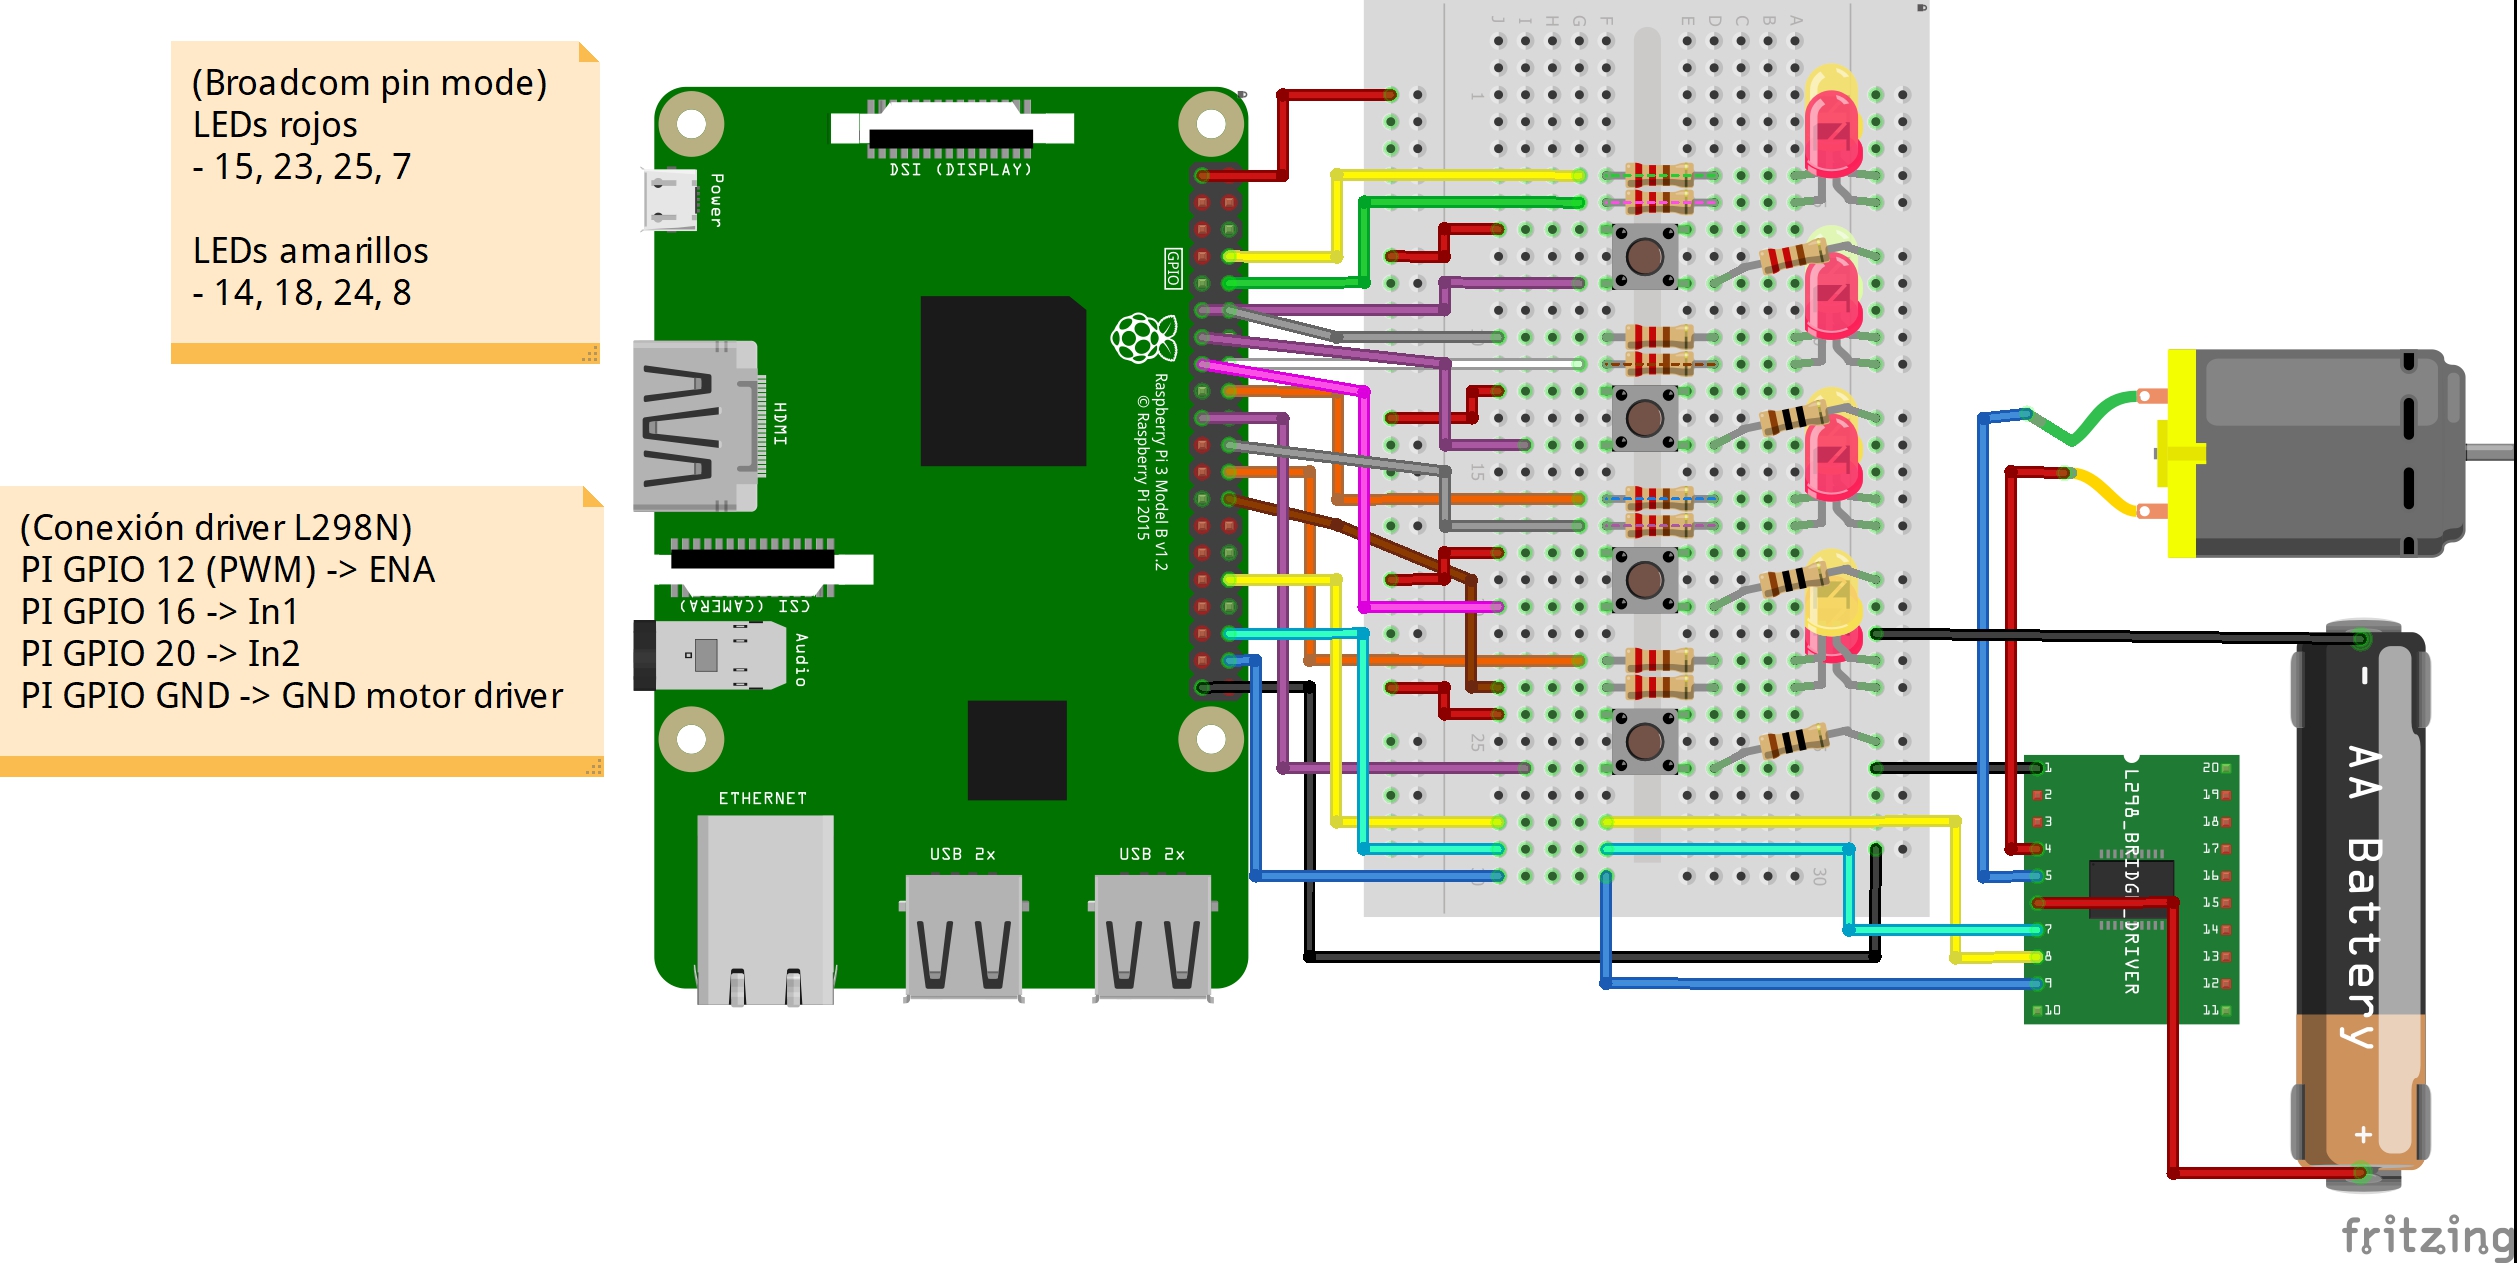 (Broadcom pin mode)
LEDs rojos
- 15, 23, 25, 7
LEDs amarillos
- 14, 18, 24, 8
(Conexión driver L298N)
PI GPIO 12 (PWM) -> ENA
PI GPIO 16 -> In1
PI GPIO 20 -> In2
PI GPIO GND -> GND motor driver
DSI (DISPLAY)
Power
GPIO
HDMI
Raspberry Pi 3 Model B v1.2
© Raspberry Pi 2015
CSI (CAMERA)
Audio
ETHERNET
USB 2x
USB 2x
J I H G F E D C B A
1
15
25
30
L298_BRIDG _DRIVER
1 20
2 19
3 18
4 17
5 16
15
7 14
8 13
9 12
10 11
- AA Battery +
fritzing